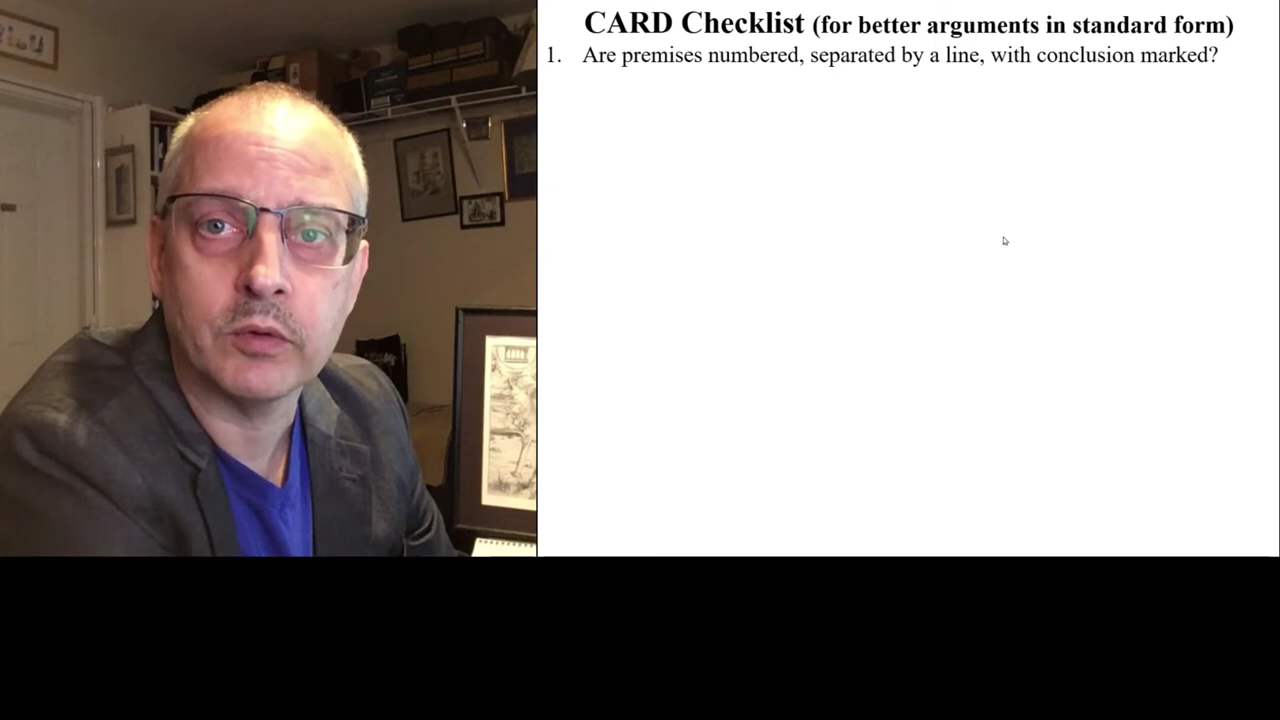 CARD Checklist (for better arguments in standard form)
1. Are premises numbered, separated by a line, with conclusion marked?